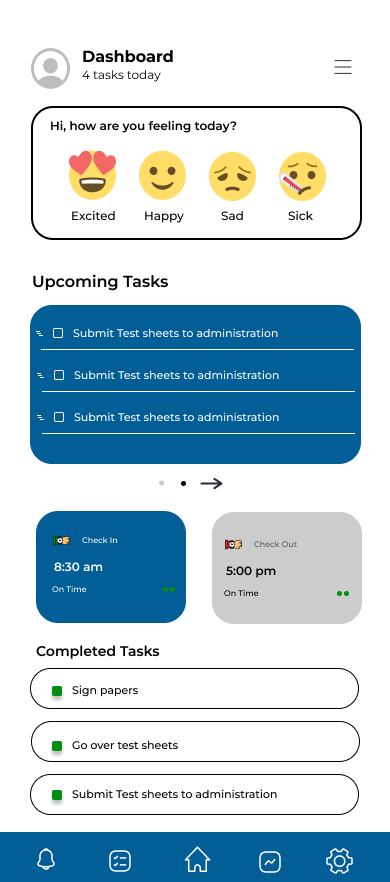 Dashboard
4 tasks today
Hi, how are you feeling today?
Excited Happy Sad Sick
Upcoming Tasks
Submit Test sheets to administration
Submit Test sheets to administration
Submit Test sheets to administration
Check In
8:30 am
On Time
Check Out
5:00 pm
On Time
Completed Tasks
Sign papers
Go over test sheets
Submit Test sheets to administration